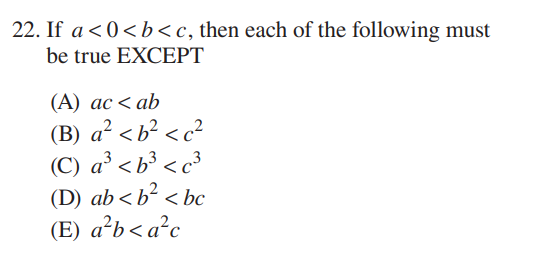 22. If a < 0 < b < c, then each of the following must
be true EXCEPT
(A) ac < ab
(B) a² < b² < c²
(C) a³ < b³ < c³
(D) ab < b² < bc
(E) a²b < a²c